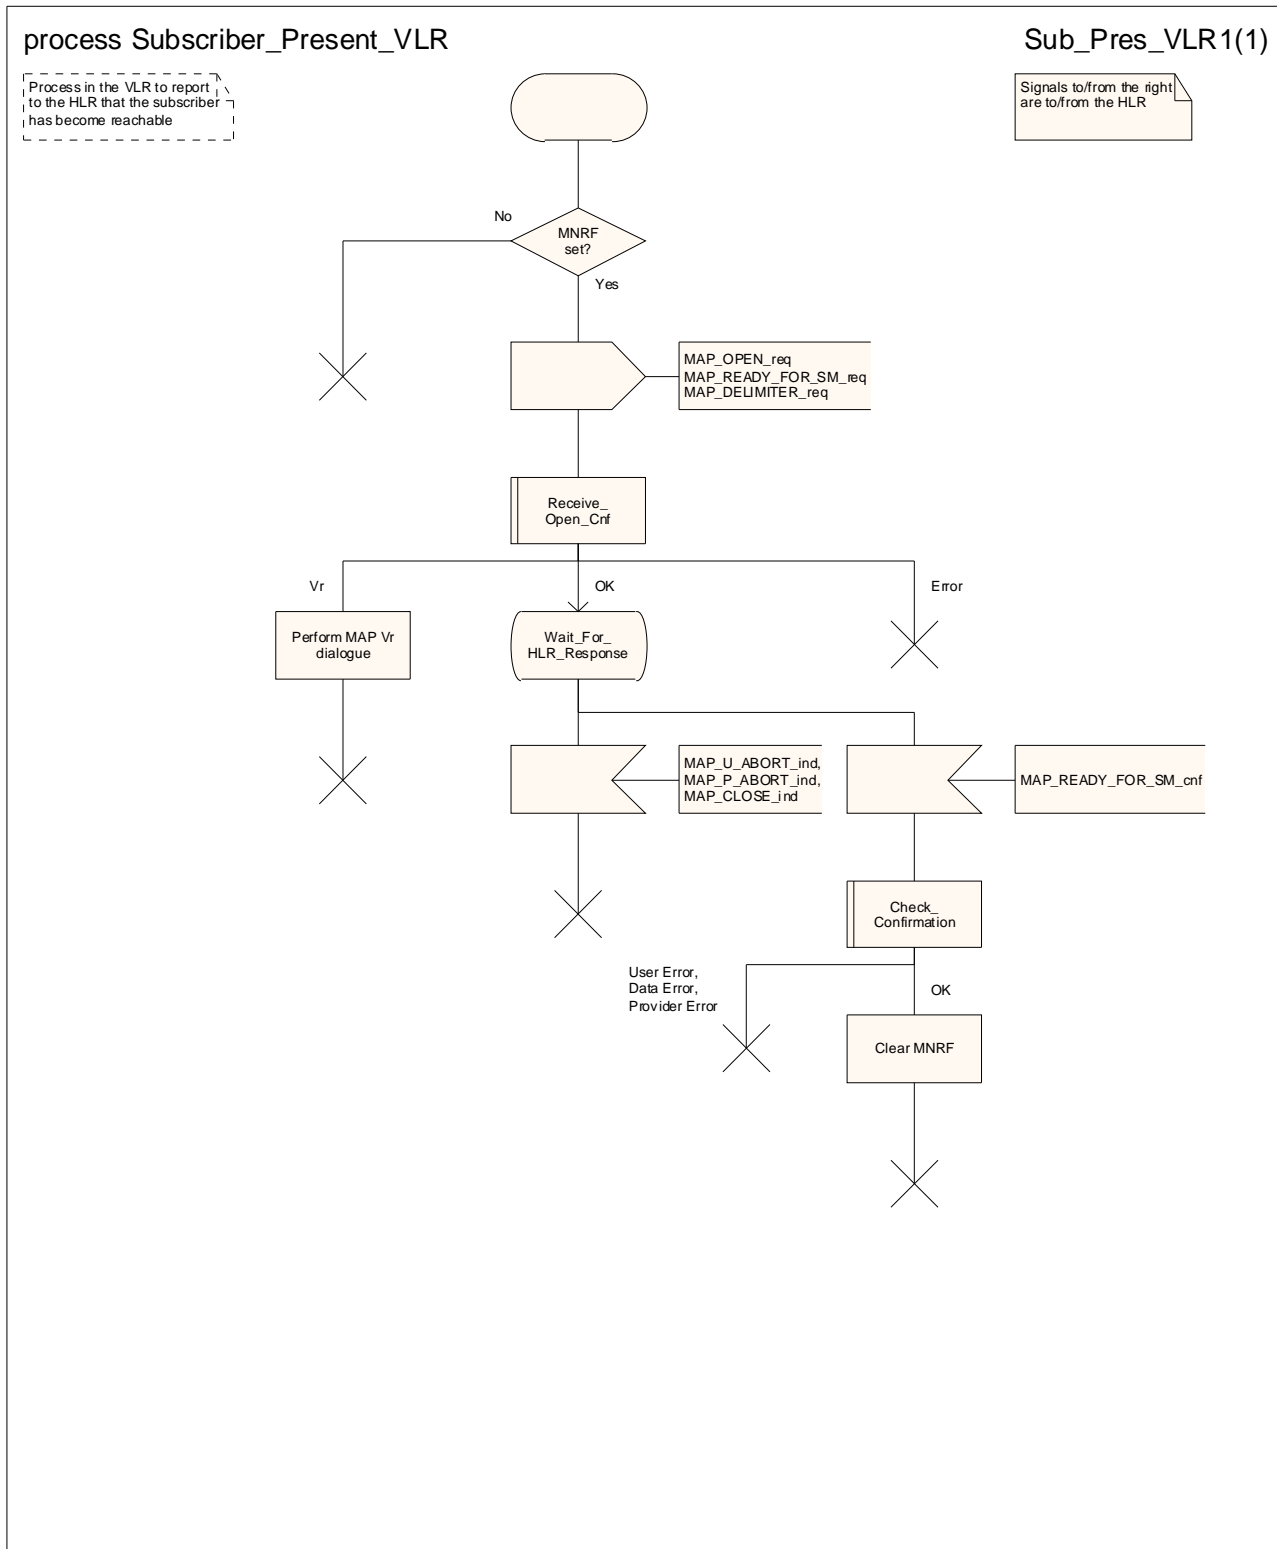 process Subscriber_Present_VLR
Sub_Pres_VLR1(1)
Process in the VLR to report
to the HLR that the subscriber
has become reachable
Signals to/from the right
are to/from the HLR
No
MNRF
set?
Yes
MAP_OPEN_req
MAP_READY_FOR_SM_req
MAP_DELIMITER_req
Receive_
Open_Cnf
Vr
OK
Error
Perform MAP Vr
dialogue
Wait_For_
HLR_Response
MAP_U_ABORT_ind,
MAP_P_ABORT_ind,
MAP_CLOSE_ind
MAP_READY_FOR_SM_cnf
Check_
Confirmation
User Error,
Data Error,
Provider Error
OK
Clear MNRF